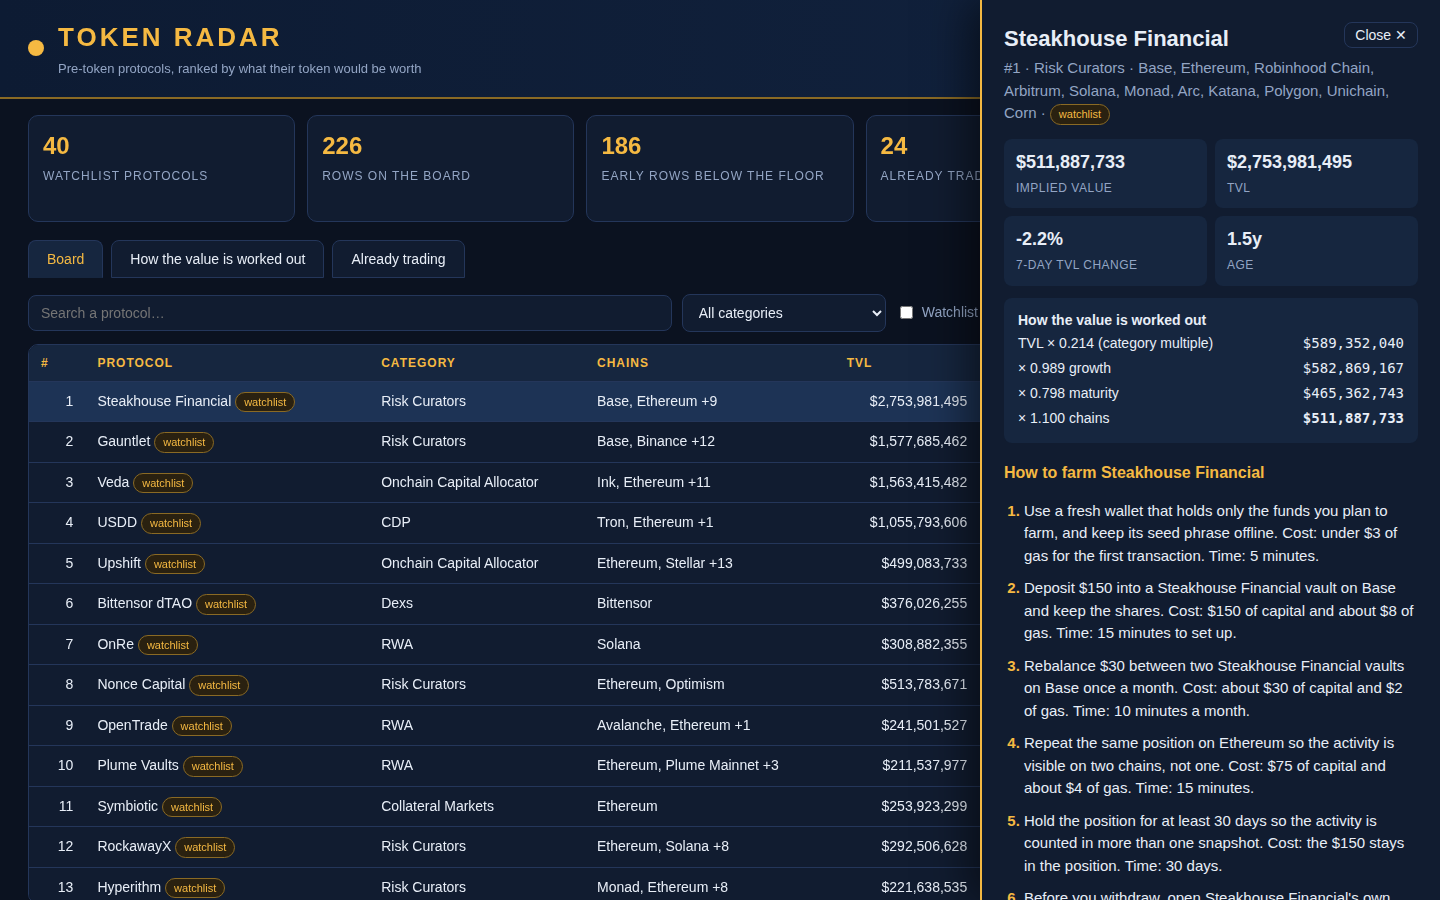 TOKEN RADAR
Pre-token protocols, ranked by what their token would be worth
40
WATCHLIST PROTOCOLS
226
ROWS ON THE BOARD
186
EARLY ROWS BELOW THE FLOOR
24
ALREADY TRAD
Board
How the value is worked out
Already trading
Search a protocol…
All categories
Watchlist
# PROTOCOL CATEGORY CHAINS TVL
1 Steakhouse Financial watchlist Risk Curators Base, Ethereum +9 $2,753,981,495
2 Gauntlet watchlist Risk Curators Base, Binance +12 $1,577,685,462
3 Veda watchlist Onchain Capital Allocator Ink, Ethereum +11 $1,563,415,482
4 USDD watchlist CDP Tron, Ethereum +1 $1,055,793,606
5 Upshift watchlist Onchain Capital Allocator Ethereum, Stellar +13 $499,083,733
6 Bittensor dTAO watchlist Dexs Bittensor $376,026,255
7 OnRe watchlist RWA Solana $308,882,355
8 Nonce Capital watchlist Risk Curators Ethereum, Optimism $513,783,671
9 OpenTrade watchlist RWA Avalanche, Ethereum +1 $241,501,527
10 Plume Vaults watchlist RWA Ethereum, Plume Mainnet +3 $211,537,977
11 Symbiotic watchlist Collateral Markets Ethereum $253,923,299
12 RockawayX watchlist Risk Curators Ethereum, Solana +8 $292,506,628
13 Hyperithm watchlist Risk Curators Monad, Ethereum +8 $221,638,535
Steakhouse Financial
Close ✕
#1 · Risk Curators · Base, Ethereum, Robinhood Chain,
Arbitrum, Solana, Monad, Arc, Katana, Polygon, Unichain,
Corn · watchlist
$511,887,733
IMPLIED VALUE
$2,753,981,495
TVL
-2.2%
7-DAY TVL CHANGE
1.5y
AGE
How the value is worked out
TVL × 0.214 (category multiple) $589,352,040
× 0.989 growth $582,869,167
× 0.798 maturity $465,362,743
× 1.100 chains $511,887,733
How to farm Steakhouse Financial
1. Use a fresh wallet that holds only the funds you plan to
farm, and keep its seed phrase offline. Cost: under $3 of
gas for the first transaction. Time: 5 minutes.
2. Deposit $150 into a Steakhouse Financial vault on Base
and keep the shares. Cost: $150 of capital and about $8 of
gas. Time: 15 minutes to set up.
3. Rebalance $30 between two Steakhouse Financial vaults
on Base once a month. Cost: about $30 of capital and $2
of gas. Time: 10 minutes a month.
4. Repeat the same position on Ethereum so the activity is
visible on two chains, not one. Cost: $75 of capital and
about $4 of gas. Time: 15 minutes.
5. Hold the position for at least 30 days so the activity is
counted in more than one snapshot. Cost: the $150 stays
in the position. Time: 30 days.
6. Before you withdraw, open Steakhouse Financial's own